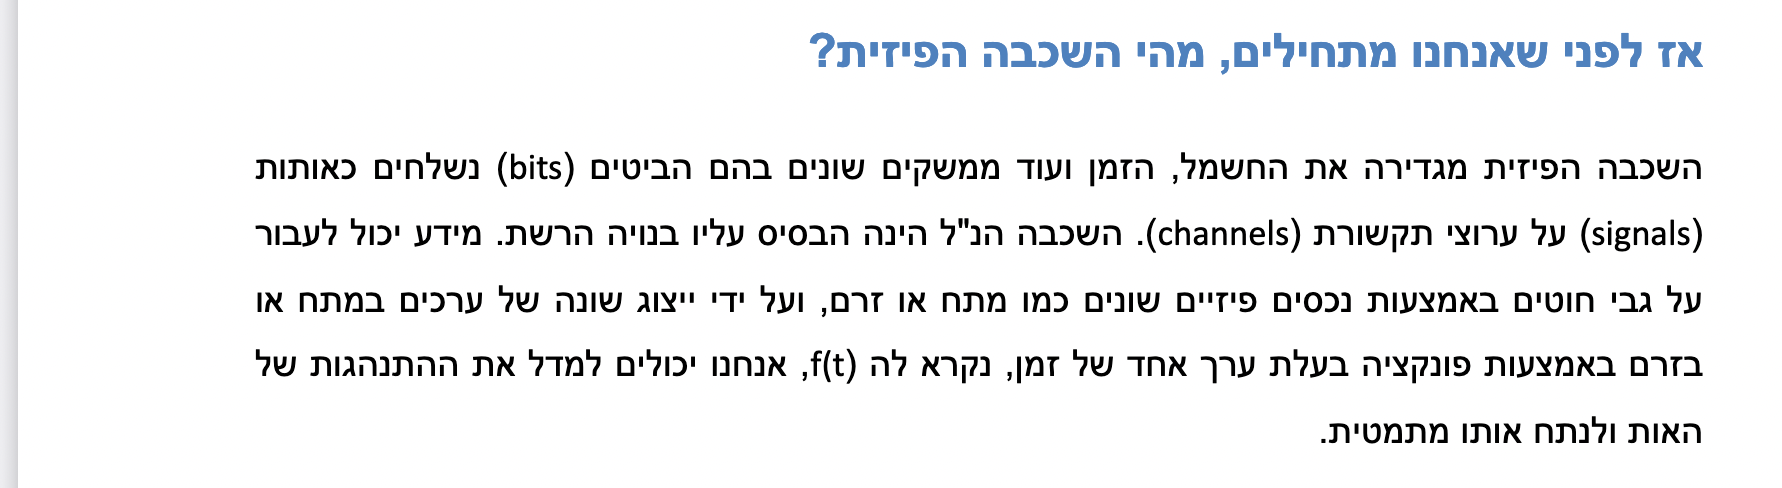 אז לפני שאנחנו מתחילים, מהי השכבה הפיזית?
השכבה הפיזית מגדירה את החשמל, הזמן ועוד ממשקים שונים בהם הביטים (bits) נשלחים כאותות
(signals) על ערוצי תקשורת (channels). השכבה הנ"ל הינה הבסיס עליו בנויה הרשת. מידע יכול לעבור
על גבי חוטים באמצעות נכסים פיזיים שונים כמו מתח או זרם, ועל ידי ייצוג שונה של ערכים במתח או
בזרם באמצעות פונקציה בעלת ערך אחד של זמן, נקרא לה f(t), אנחנו יכולים למדל את ההתנהגות של
האות ולנתח אותו מתמטית.